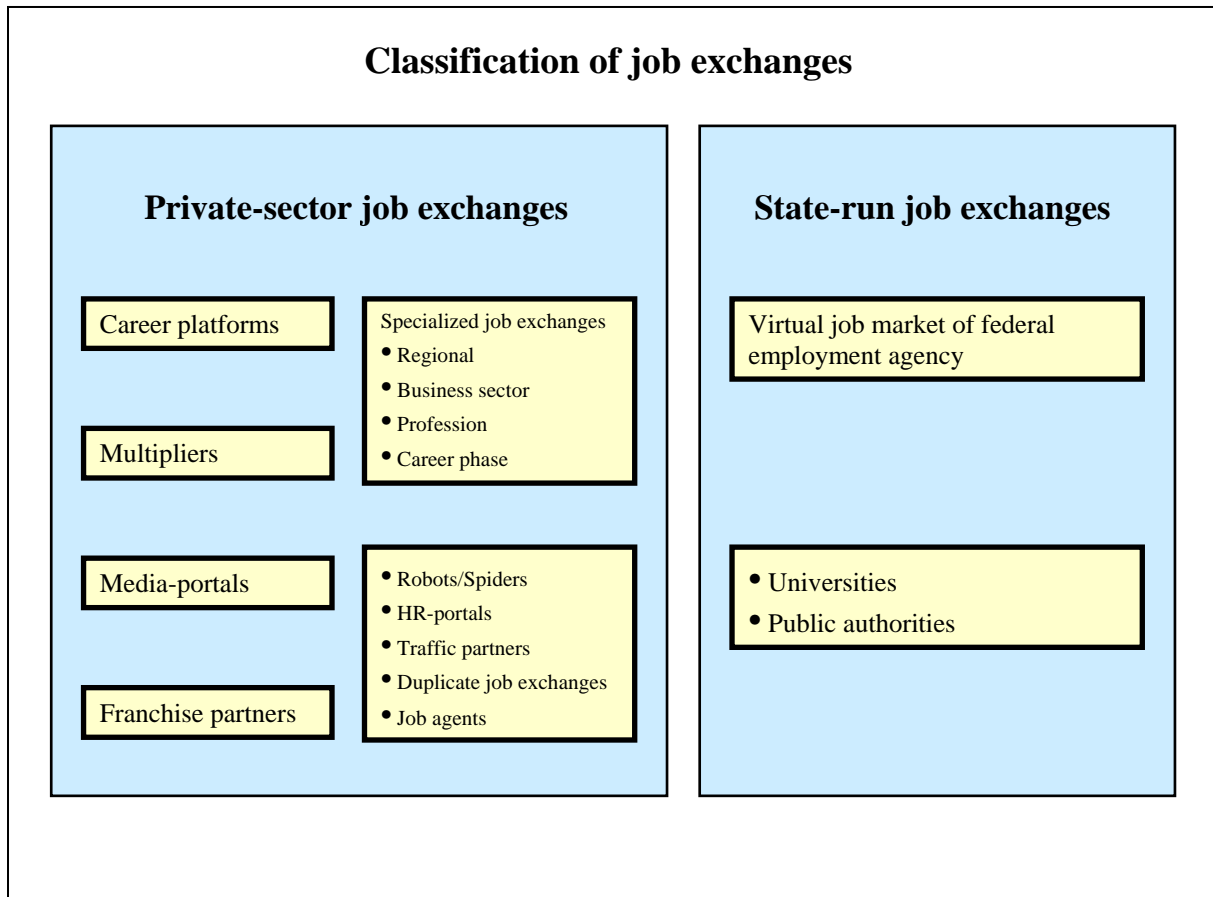 Classification of job exchanges
Private-sector job exchanges
Career platforms
Multipliers
Media-portals
Franchise partners
Specialized job exchanges
• Regional
• Business sector
• Profession
• Career phase
• Robots/Spiders
• HR-portals
• Traffic partners
• Duplicate job exchanges
• Job agents
State-run job exchanges
Virtual job market of federal
employment agency
• Universities
• Public authorities